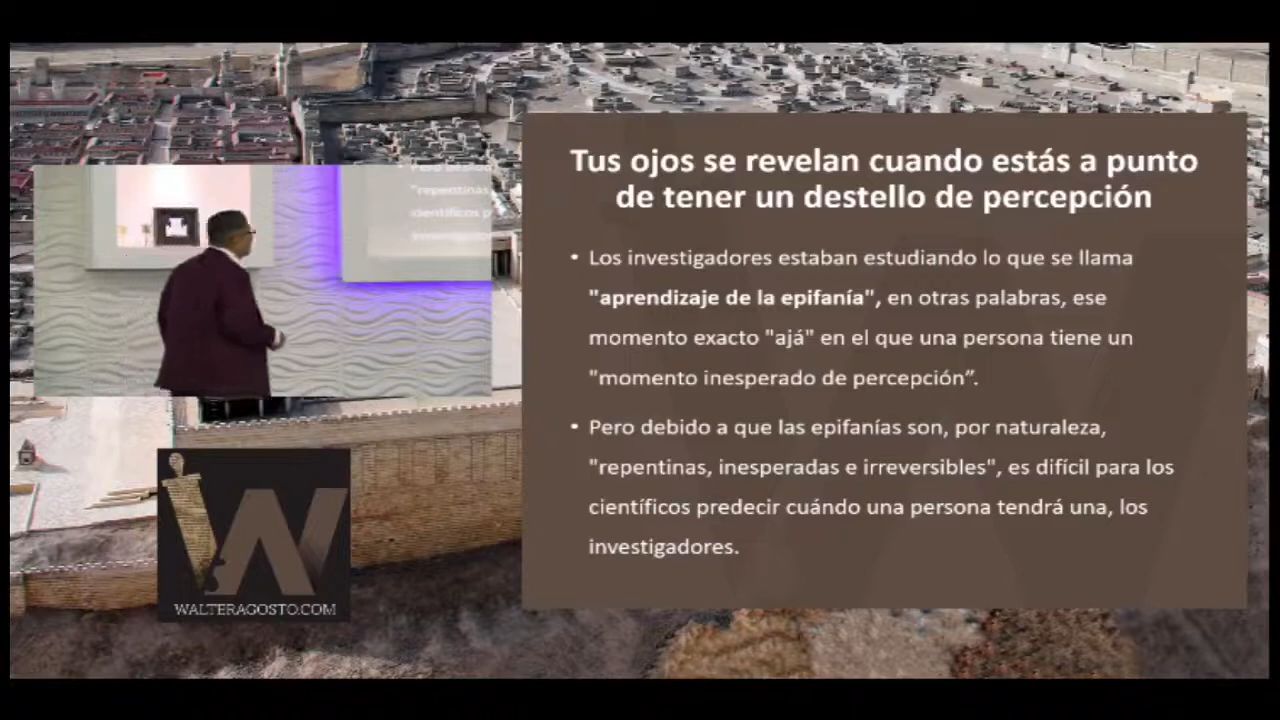 Tus ojos se revelan cuando estás a punto
de tener un destello de percepción
• Los investigadores estaban estudiando lo que se llama
"aprendizaje de la epifanía", en otras palabras, ese
momento exacto "ajá" en el que una persona tiene un
"momento inesperado de percepción”.
• Pero debido a que las epifanías son, por naturaleza,
"repentinas, inesperadas e irreversibles", es difícil para los
científicos predecir cuándo una persona tendrá una, los
investigadores.
"repentinas
científicos p
W
WALTERAGOSTO.COM